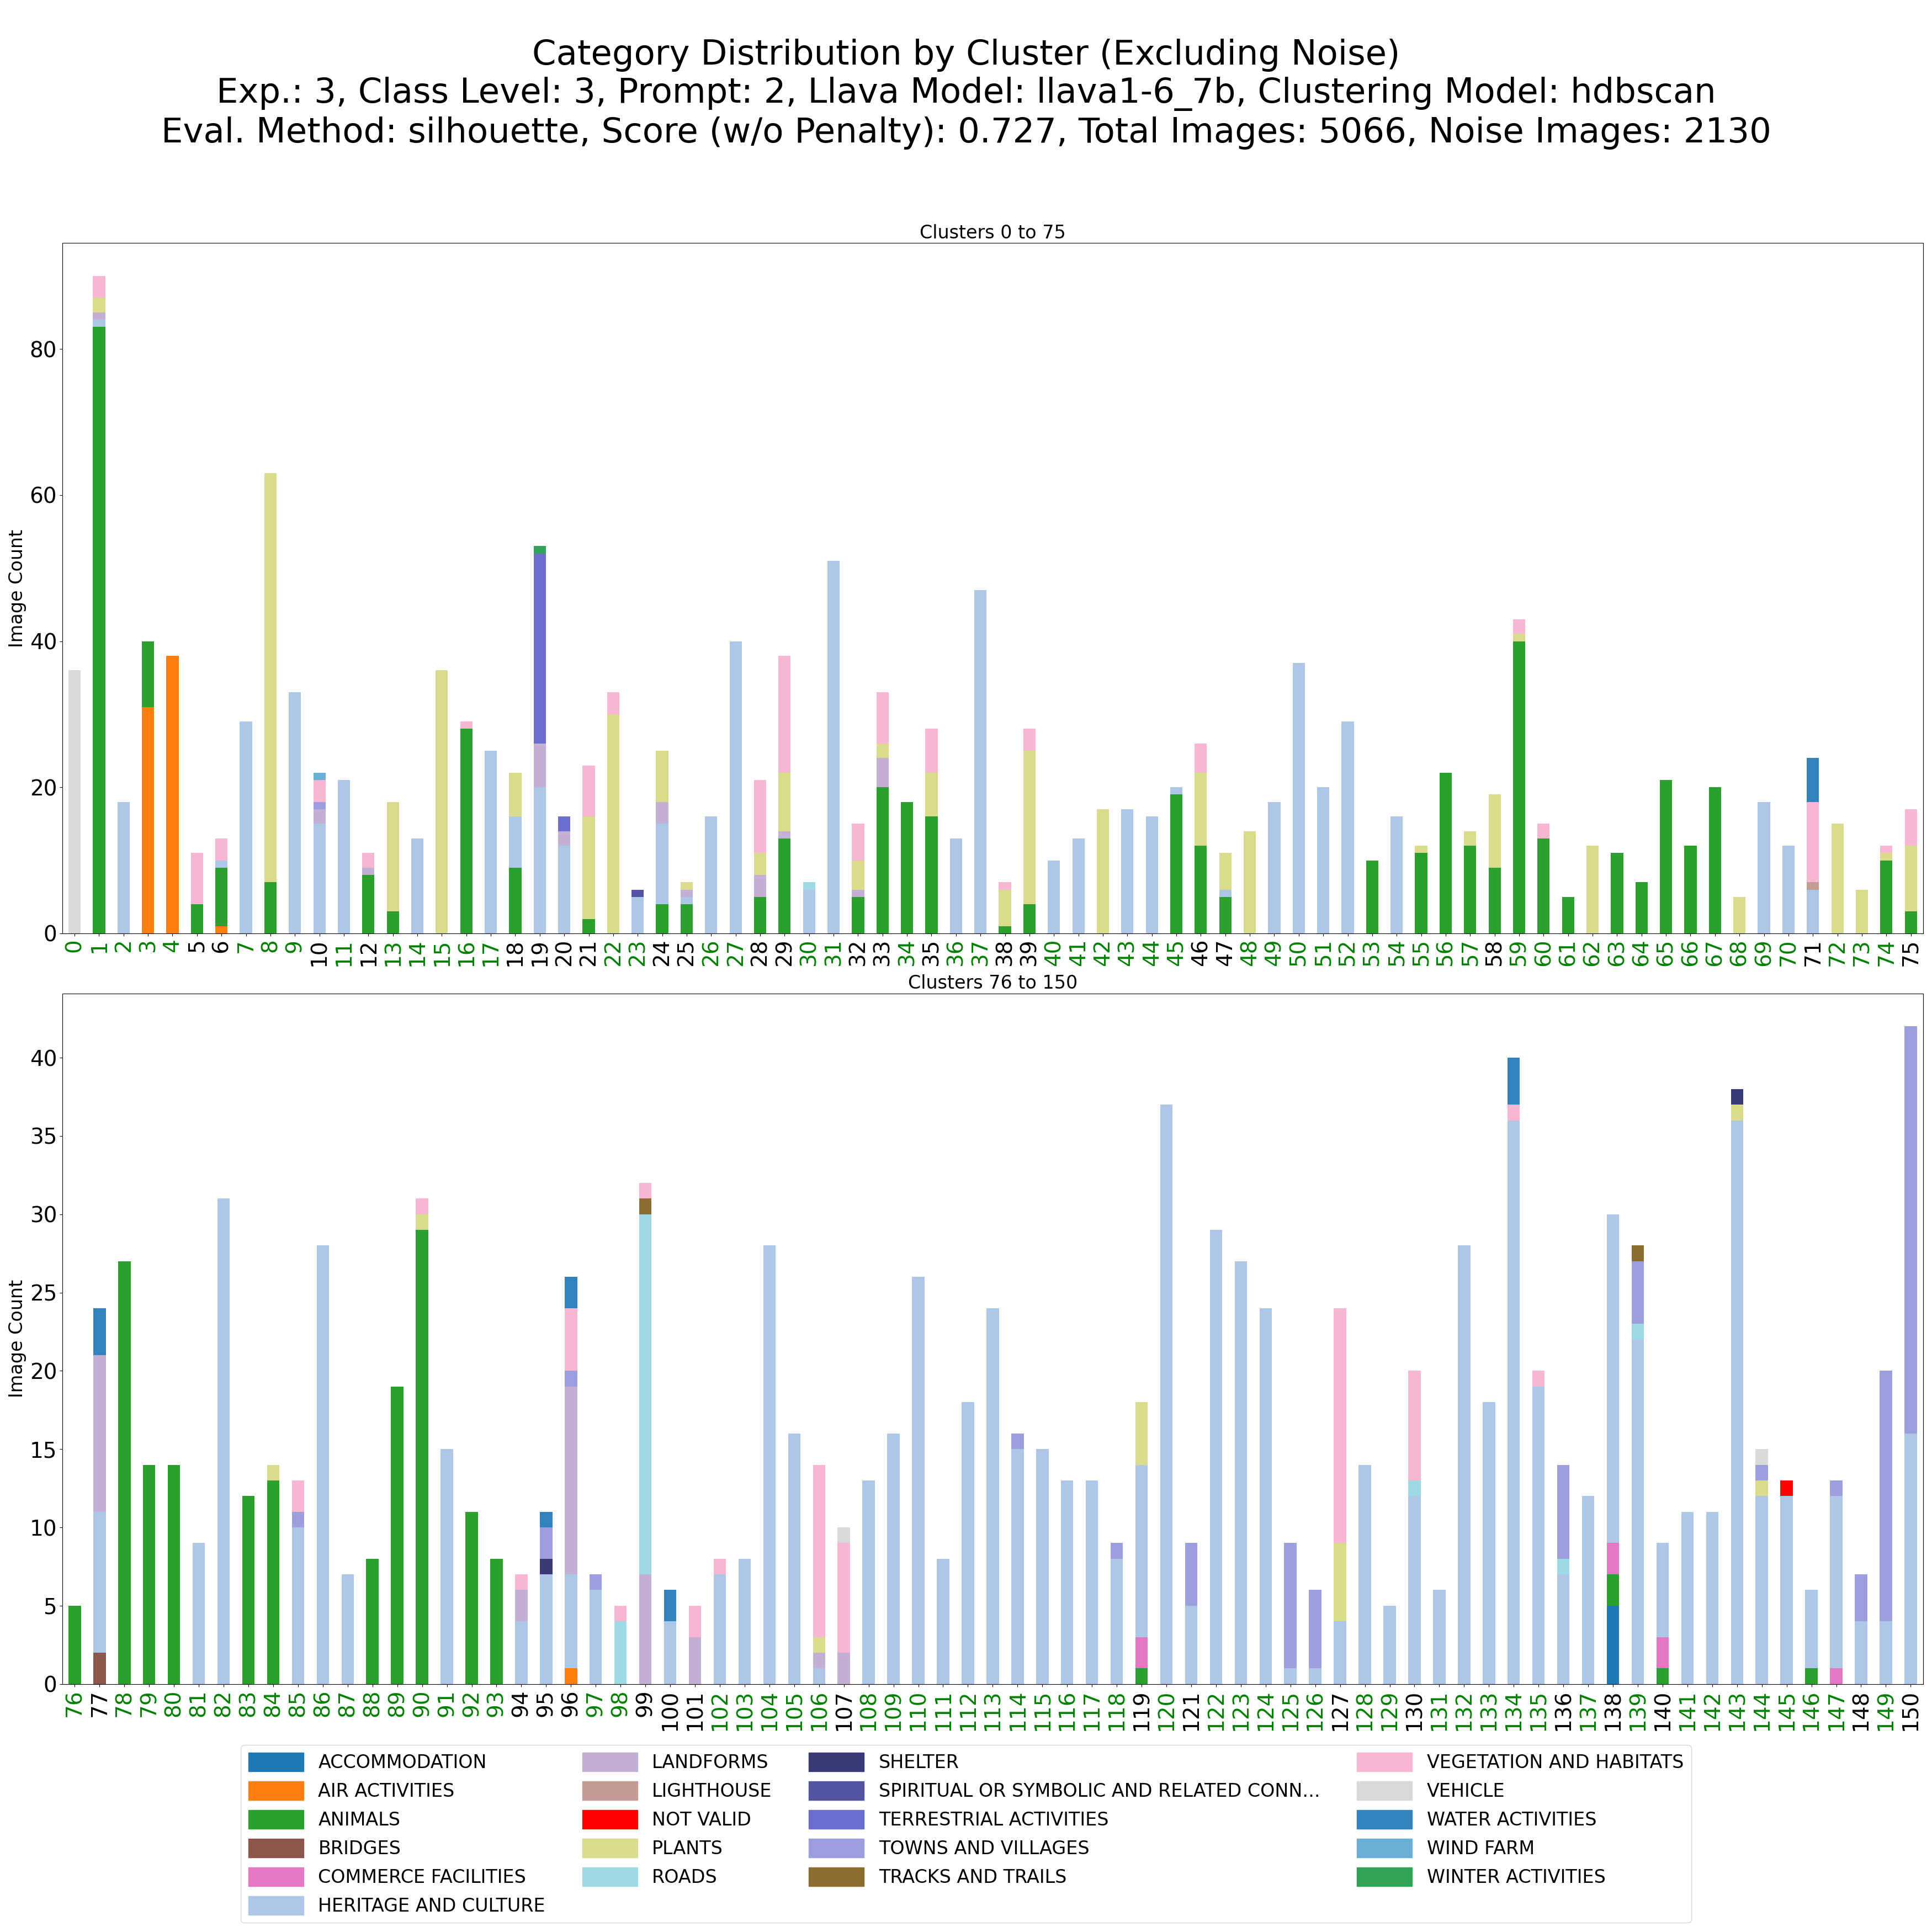 Category Distribution by Cluster (Excluding Noise)
Exp.: 3, Class Level: 3, Prompt: 2, Llava Model: llava1-6_7b, Clustering Model: hdbscan
Eval. Method: silhouette, Score (w/o Penalty): 0.727, Total Images: 5066, Noise Images: 2130
Clusters 0 to 75
Image Count
80
60
40
20
0
0 1 2 3 4 5 6 7 8 9 10 11 12 13 14 15 16 17 18 19 20 21 22 23 24 25 26 27 28 29 30 31 32 33 34 35 36 37 38 39 40 41 42 43 44 45 46 47 48 49 50 51 52 53 54 55 56 57 58 59 60 61 62 63 64 65 66 67 68 69 70 71 72 73 74 75
Clusters 76 to 150
Image Count
40
35
30
25
20
15
10
5
0
76 77 78 79 80 81 82 83 84 85 86 87 88 89 90 91 92 93 94 95 96 97 98 99 100 101 102 103 104 105 106 107 108 109 110 111 112 113 114 115 116 117 118 119 120 121 122 123 124 125 126 127 128 129 130 131 132 133 134 135 136 137 138 139 140 141 142 143 144 145 146 147 148 149 150
ACCOMMODATION
AIR ACTIVITIES
ANIMALS
BRIDGES
COMMERCE FACILITIES
HERITAGE AND CULTURE
LANDFORMS
LIGHTHOUSE
NOT VALID
PLANTS
ROADS
SHELTER
SPIRITUAL OR SYMBOLIC AND RELATED CONN...
TERRESTRIAL ACTIVITIES
TOWNS AND VILLAGES
TRACKS AND TRAILS
VEGETATION AND HABITATS
VEHICLE
WATER ACTIVITIES
WIND FARM
WINTER ACTIVITIES